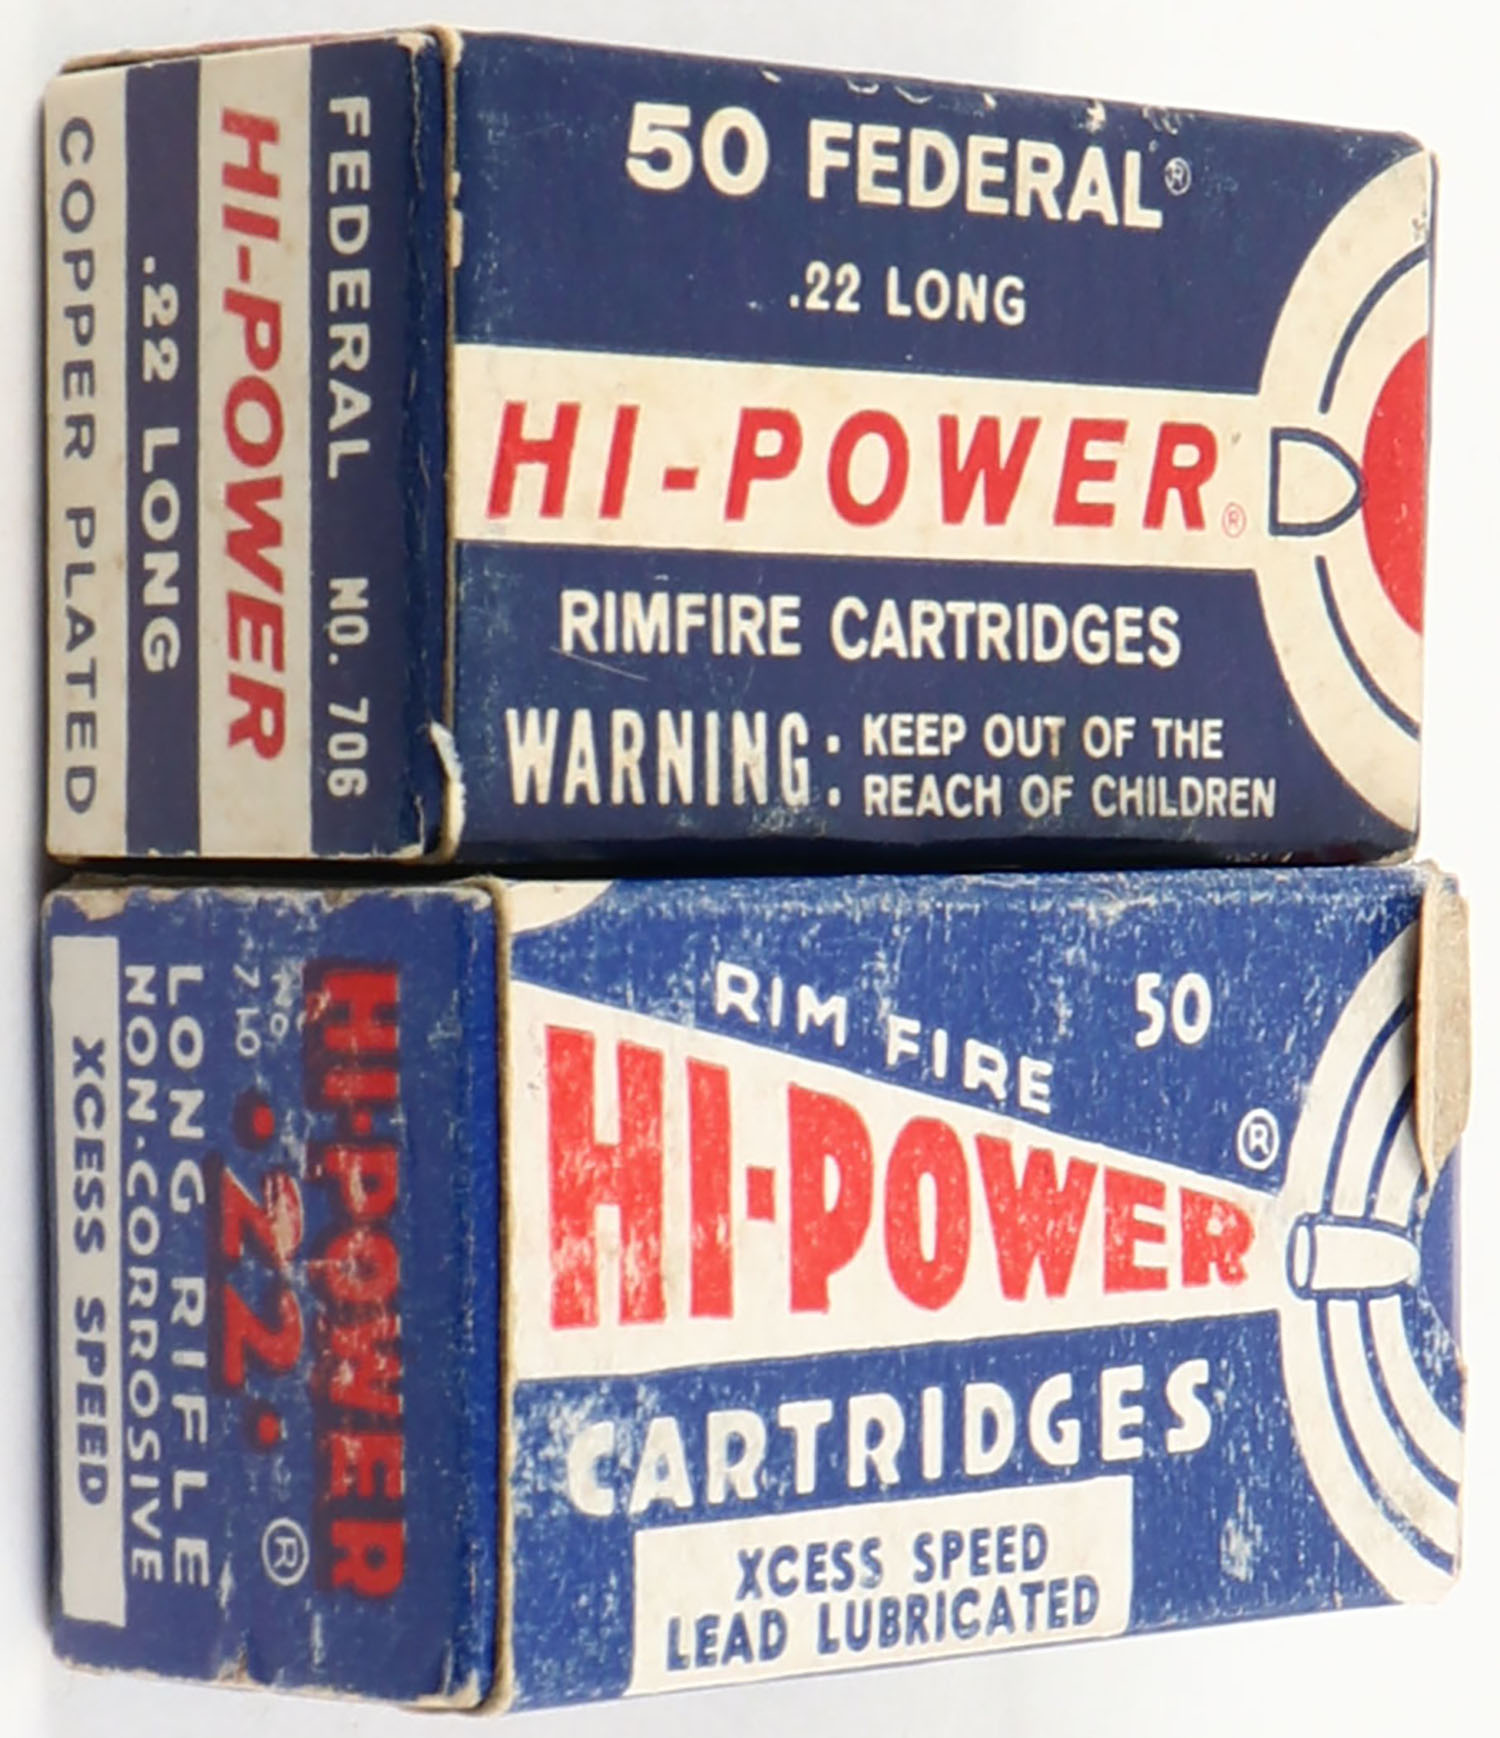 50 FEDERAL®
.22 LONG
HI-POWER®
RIMFIRE CARTRIDGES
WARNING: KEEP OUT OF THE
REACH OF CHILDREN
FEDERAL NO. 706
HI-POWER
.22 LONG
COPPER PLATED
RIM FIRE 50
HI-POWER®
CARTRIDGES
XCESS SPEED
LEAD LUBRICATED
HI-POWER
No. 710 .22. ®
LONG RIFLE
NON-CORROSIVE
XCESS SPEED